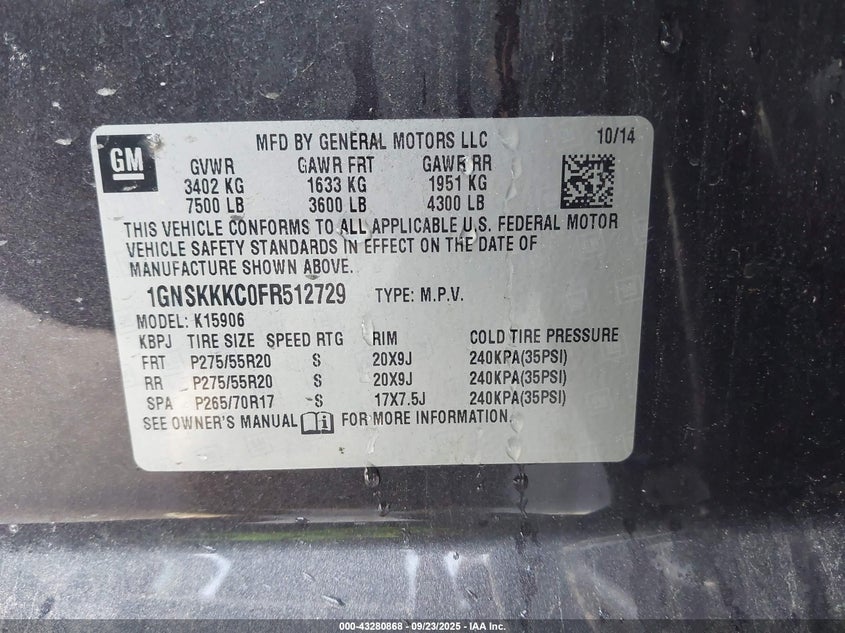 GM
MFD BY GENERAL MOTORS LLC 10/14
GVWR GAWR FRT GAWR RR
3402 KG 1633 KG 1951 KG
7500 LB 3600 LB 4300 LB
THIS VEHICLE CONFORMS TO ALL APPLICABLE U.S. FEDERAL MOTOR
VEHICLE SAFETY STANDARDS IN EFFECT ON THE DATE OF
MANUFACTURE SHOWN ABOVE.
1GNSKKKC0FR512729 TYPE: M.P.V.
MODEL: K15906
KBPJ TIRE SIZE SPEED RTG RIM COLD TIRE PRESSURE
FRT P275/55R20 S 20X9J 240KPA(35PSI)
RR P275/55R20 S 20X9J 240KPA(35PSI)
SPA P265/70R17 S 17X7.5J 240KPA(35PSI)
SEE OWNER'S MANUAL i FOR MORE INFORMATION.
000-43280868 - 09/23/2025 - IAA Inc.